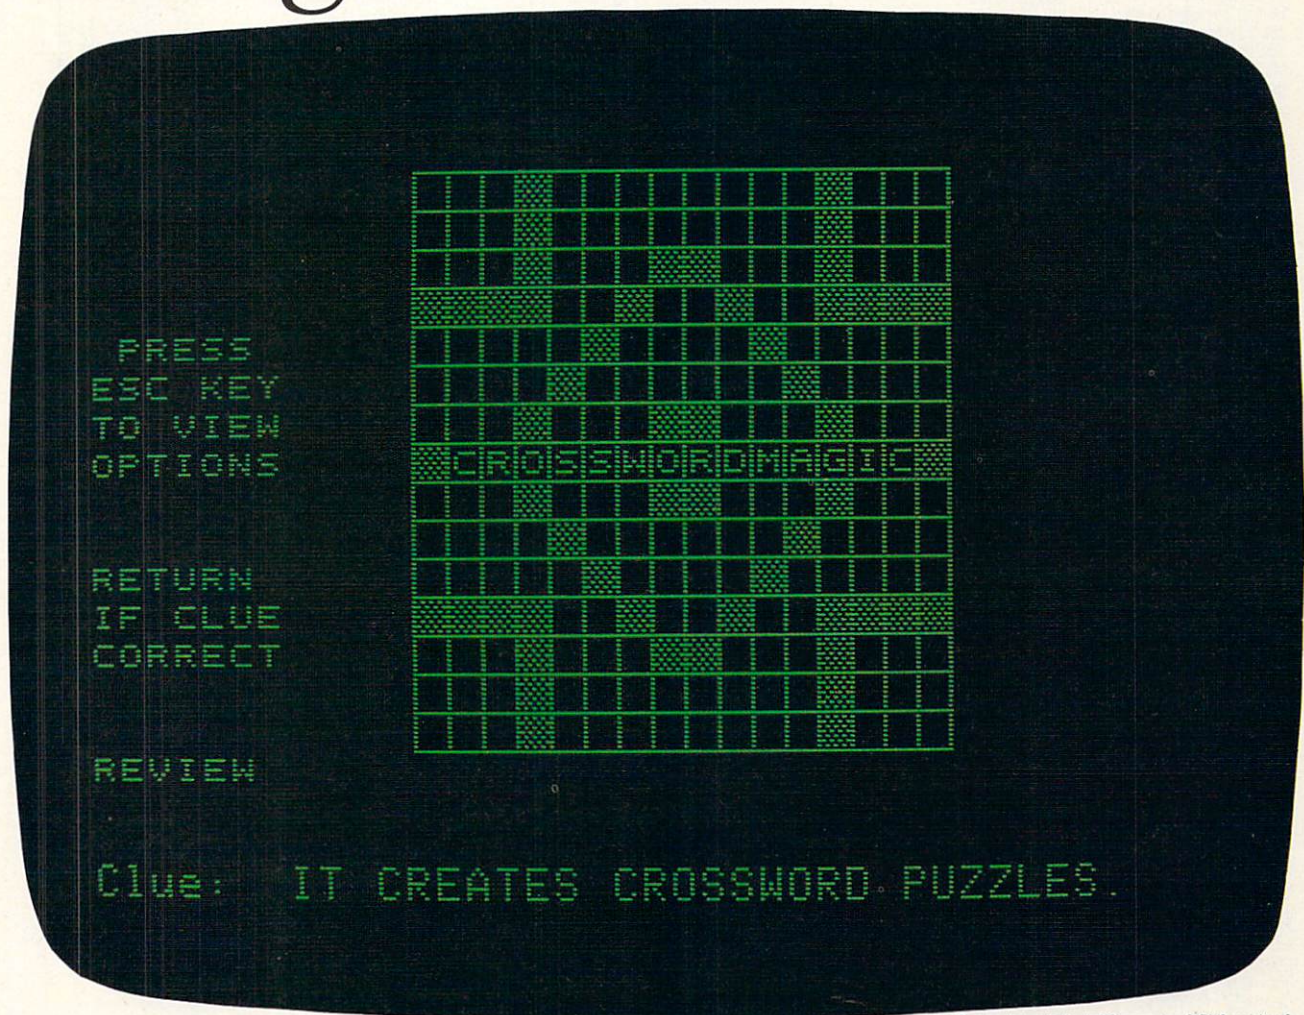 PRESS
ESC KEY
TO VIEW
OPTIONS
CROSSWORDMAGIC
RETURN
IF CLUE
CORRECT
REVIEW
Clue: IT CREATES CROSSWORD PUZZLES.